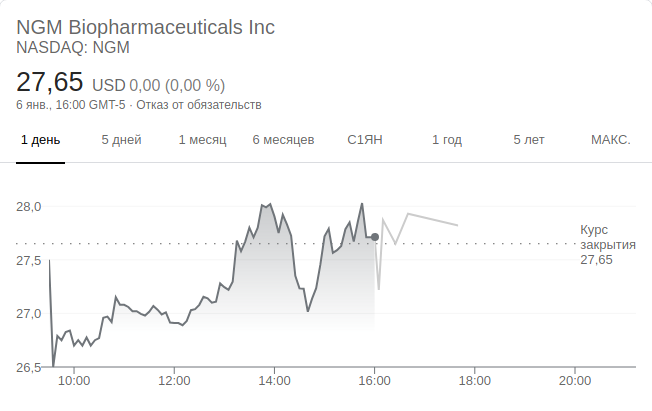 NGM Biopharmaceuticals Inc
NASDAQ: NGM
27,65 USD 0,00 (0,00 %)
6 янв., 16:00 GMT-5 · Отказ от обязательств
1 день 5 дней 1 месяц 6 месяцев С1ЯН 1 год 5 лет МАКС.
28,0
27,5
27,0
26,5
Курс
закрытия
27,65
10:00 12:00 14:00 16:00 18:00 20:00